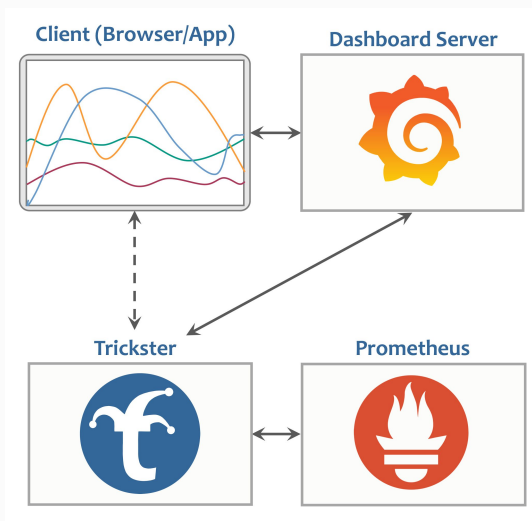 Client (Browser/App)
Dashboard Server
Trickster
Prometheus